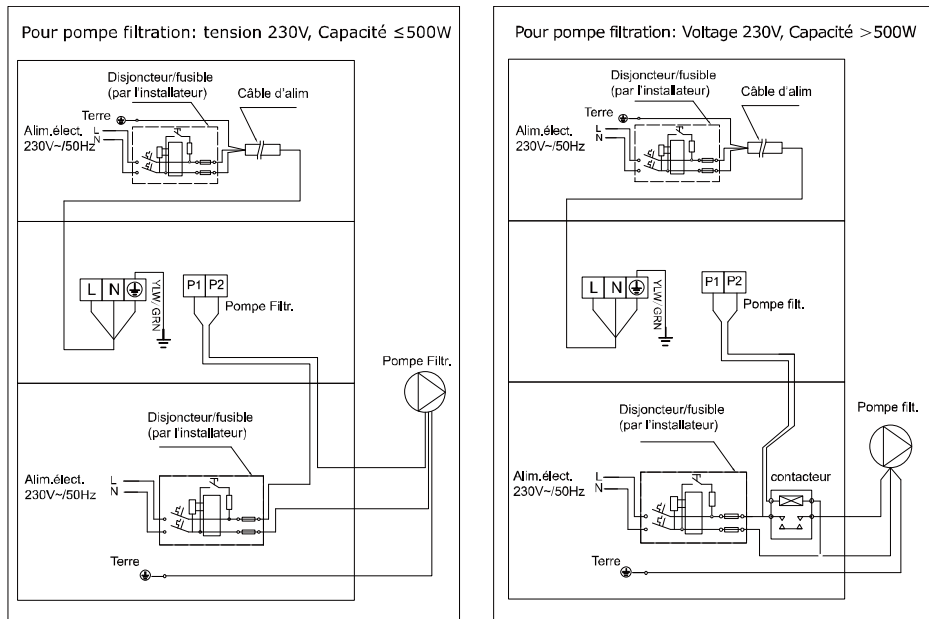 Pour pompe filtration: tension 230V, Capacité ≤500W
Disjoncteur/fusible
(par l'installateur)
Câble d'alim
Terre
Alim.élect.
230V~/50Hz
L
N
L N
YLW/GRN
P1 P2
Pompe Filtr.
Pompe Filtr.
Disjoncteur/fusible
(par l'installateur)
Alim.élect.
230V~/50Hz
L
N
Terre
Pour pompe filtration: Voltage 230V, Capacité >500W
Disjoncteur/fusible
(par l'installateur)
Câble d'alim
Terre
Alim.élect.
230V~/50Hz
L
N
L N
YLW/GRN
P1 P2
Pompe filt.
Pompe filt.
Disjoncteur/fusible
(par l'installateur)
contacteur
Alim.élect.
230V~/50Hz
L
N
Terre